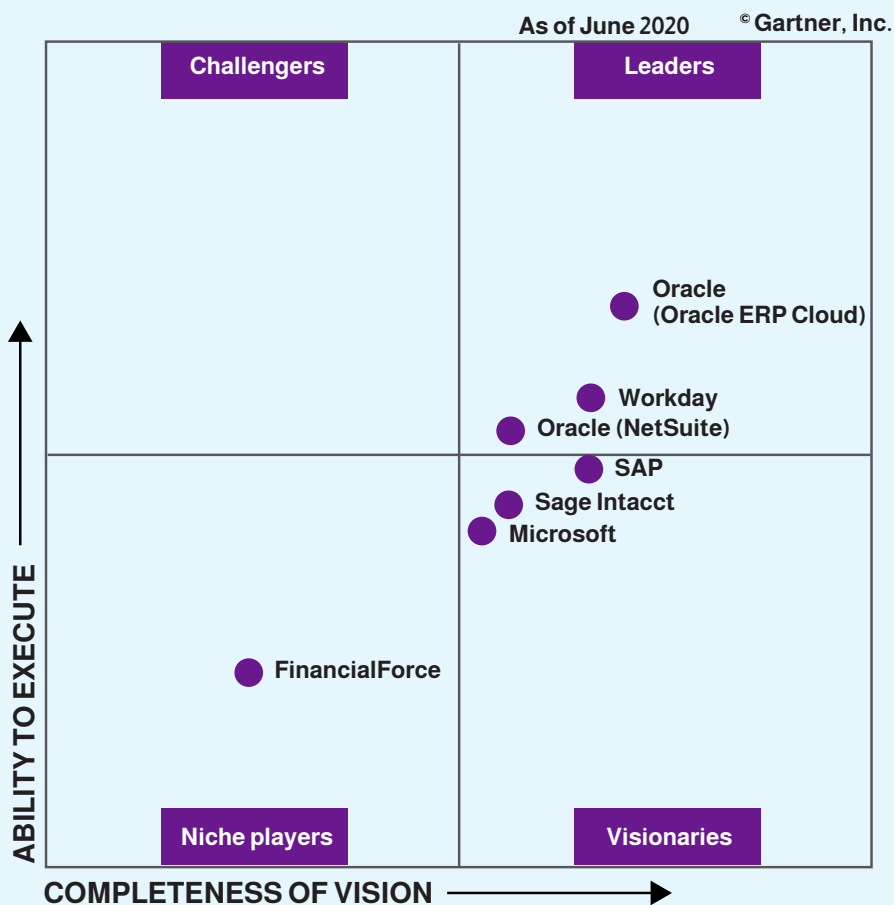 As of June 2020
© Gartner, Inc.
Challengers
Leaders
Oracle
(Oracle ERP Cloud)
Workday
Oracle (NetSuite)
SAP
Sage Intacct
Microsoft
FinancialForce
ABILITY TO EXECUTE
Niche players
Visionaries
COMPLETENESS OF VISION